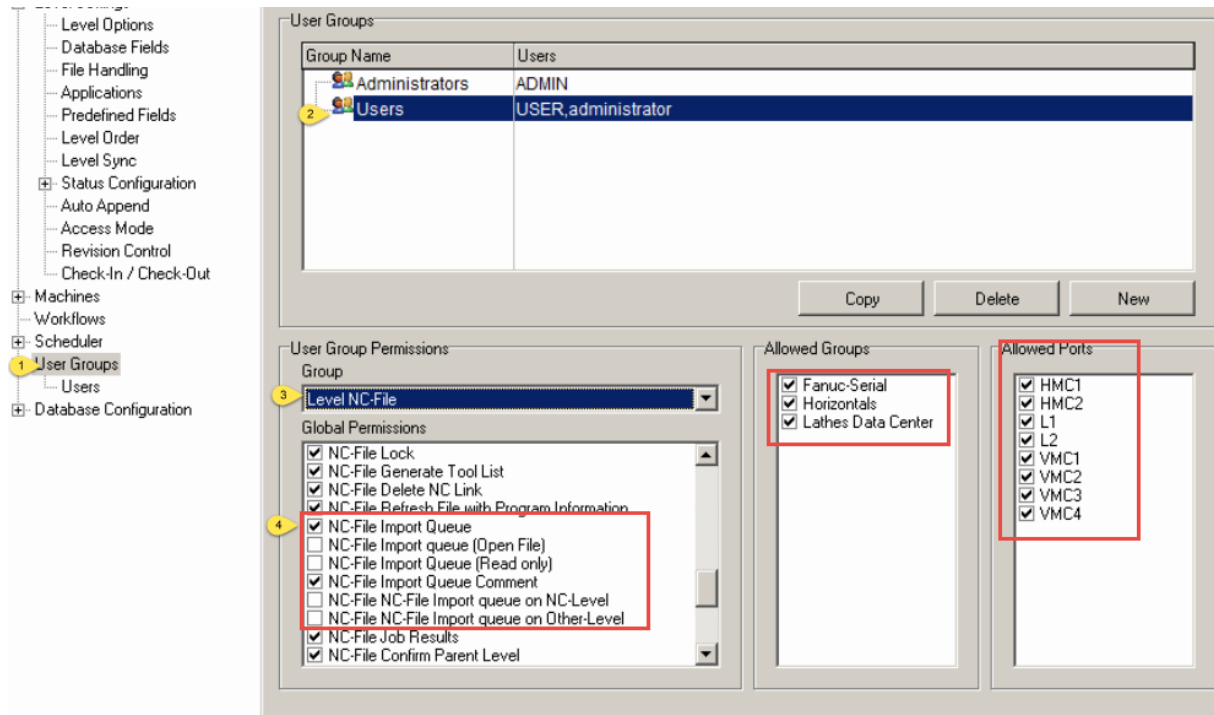 Level Options
Database Fields
File Handling
Applications
Predefined Fields
Level Order
Level Sync
Status Configuration
Auto Append
Access Mode
Revision Control
Check-In / Check-Out
Machines
Workflows
Scheduler
1 User Groups
Users
Database Configuration
User Groups
Group Name Users
Administrators ADMIN
2 Users USER,administrator
Copy Delete New
User Group Permissions
Group
3 Level NC-File
Global Permissions
NC-File Lock
NC-File Generate Tool List
NC-File Delete NC Link
NC-File Refresh File with Program Information
4 NC-File Import Queue
NC-File Import queue (Open File)
NC-File Import Queue (Read only)
NC-File Import Queue Comment
NC-File NC-File Import queue on NC-Level
NC-File NC-File Import queue on Other-Level
NC-File Job Results
NC-File Confirm Parent Level
Allowed Groups
Fanuc-Serial
Horizontals
Lathes Data Center
Allowed Ports
HMC1
HMC2
L1
L2
VMC1
VMC2
VMC3
VMC4